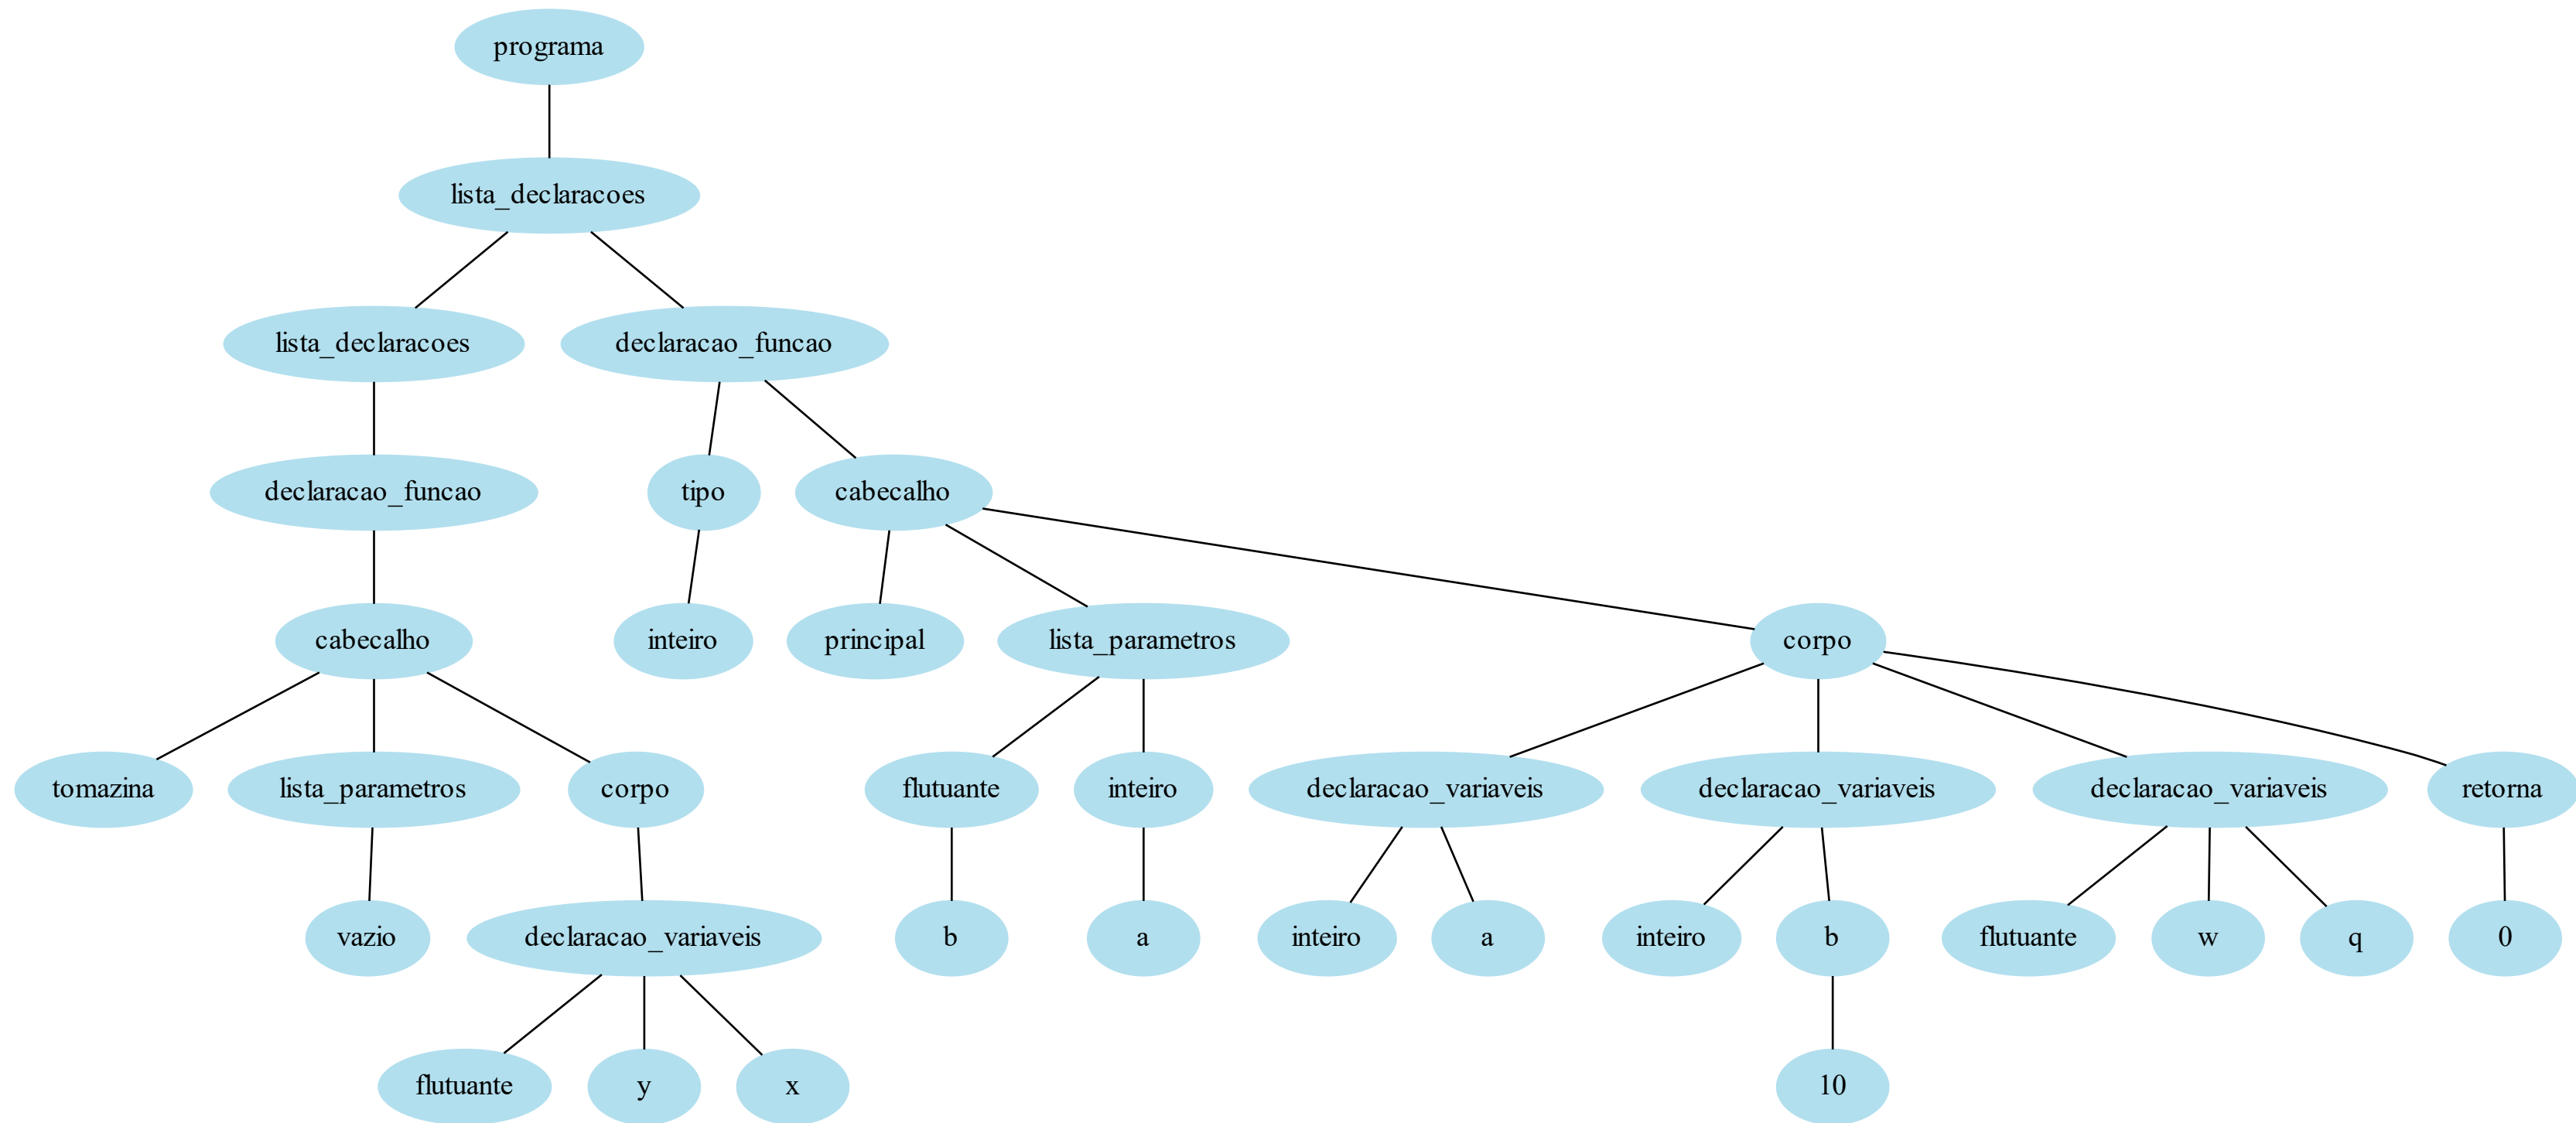 programa
lista_declaracoes
lista_declaracoes
declaracao_funcao
declaracao_funcao
tipo
cabecalho
cabecalho
inteiro
principal
lista_parametros
corpo
tomazina
lista_parametros
corpo
flutuante
inteiro
declaracao_variaveis
declaracao_variaveis
declaracao_variaveis
retorna
vazio
declaracao_variaveis
b
a
inteiro
a
inteiro
b
flutuante
w
q
0
flutuante
y
x
10